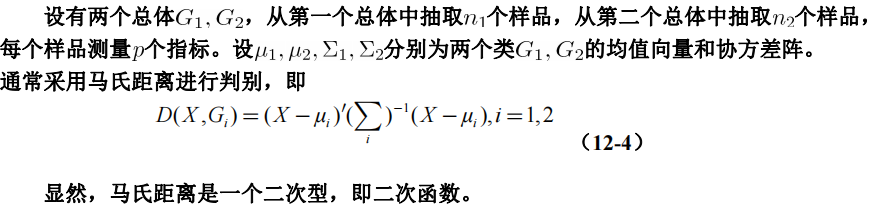 设有两个总体G₁, G₂，从第一个总体中抽取n₁个样品，从第二个总体中抽取n₂个样品，
每个样品测量p个指标。设μ₁, μ₂, Σ₁, Σ₂分别为两个类G₁, G₂的均值向量和协方差阵。
通常采用马氏距离进行判别，即
D(X,Gᵢ) = (X − μᵢ)′(∑ᵢ)⁻¹(X − μᵢ), i = 1,2
（12-4）
显然，马氏距离是一个二次型，即二次函数。